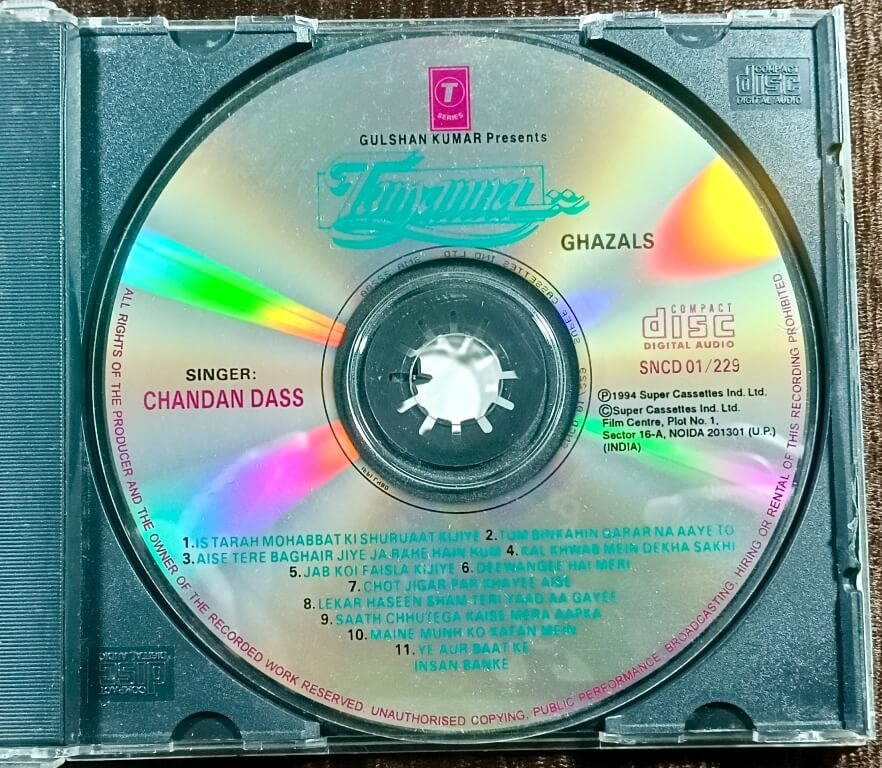 T
SERIES
GULSHAN KUMAR Presents
GHAZALS
COMPACT
disc
DIGITAL AUDIO
COMPACT
disc
DIGITAL AUDIO
SNCD 01/229
SINGER:
CHANDAN DASS
Ⓟ1994 Super Cassettes Ind. Ltd.
©Super Cassettes Ind. Ltd.
Film Centre, Plot No. 1,
Sector 16-A, NOIDA 201301 (U.P.)
(INDIA)
1.IS TARAH MOHABBAT KI SHURUAAT KIJIYE 2.TUM BINKAHIN QARAR NA AAYE TO
3.AISE TERE BAGHAIR JIYE JA RAHE HAIN HUM 4.KAL KHWAB MEIN DEKHA SAKHI
5.JAB KOI FAISLA KIJIYE 6.DEEWANGEE HAI MERI
7.CHOT JIGAR PAR KHAYEE AISE
8.LEKAR HASEEN SHAM TERI YAAD AA GAYEE
9.SAATH CHHUTEGA KAISE MERA AAPKA
10.MAINE MUNH KO KAFAN MEIN
11.YE AUR BAAT KE
INSAN BANKE
ALL RIGHTS OF THE PRODUCER AND THE OWNER OF THE RECORDED WORK RESERVED. UNAUTHORISED COPYING, PUBLIC PERFORMANCE, BROADCASTING, HIRING OR RENTAL OF THIS RECORDING PROHIBITED
COMPACT
disc
DIGITAL AUDIO